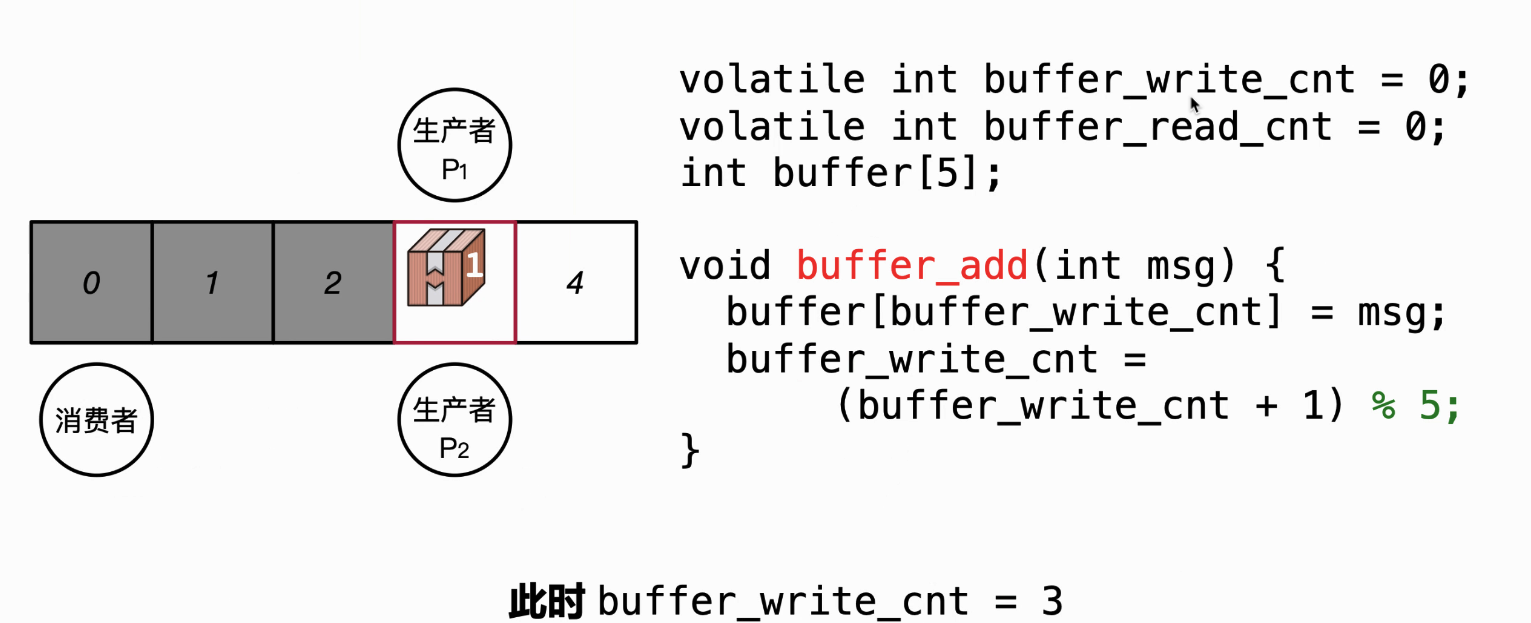 生产者
P1
0
1
2
1
4
消费者
生产者
P2
volatile int buffer_write_cnt = 0;
volatile int buffer_read_cnt = 0;
int buffer[5];
void buffer_add(int msg) {
  buffer[buffer_write_cnt] = msg;
  buffer_write_cnt =
       (buffer_write_cnt + 1) % 5;
}
此时 buffer_write_cnt = 3